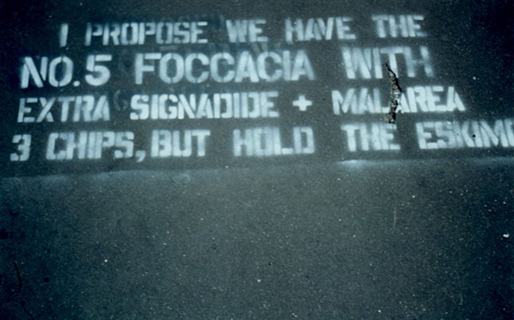 I PROPOSE WE HAVE THE
NO.5 FOCCACIA WITH
EXTRA SIGNADIDE + MALAREA
3 CHIPS, BUT HOLD THE ESKIMO